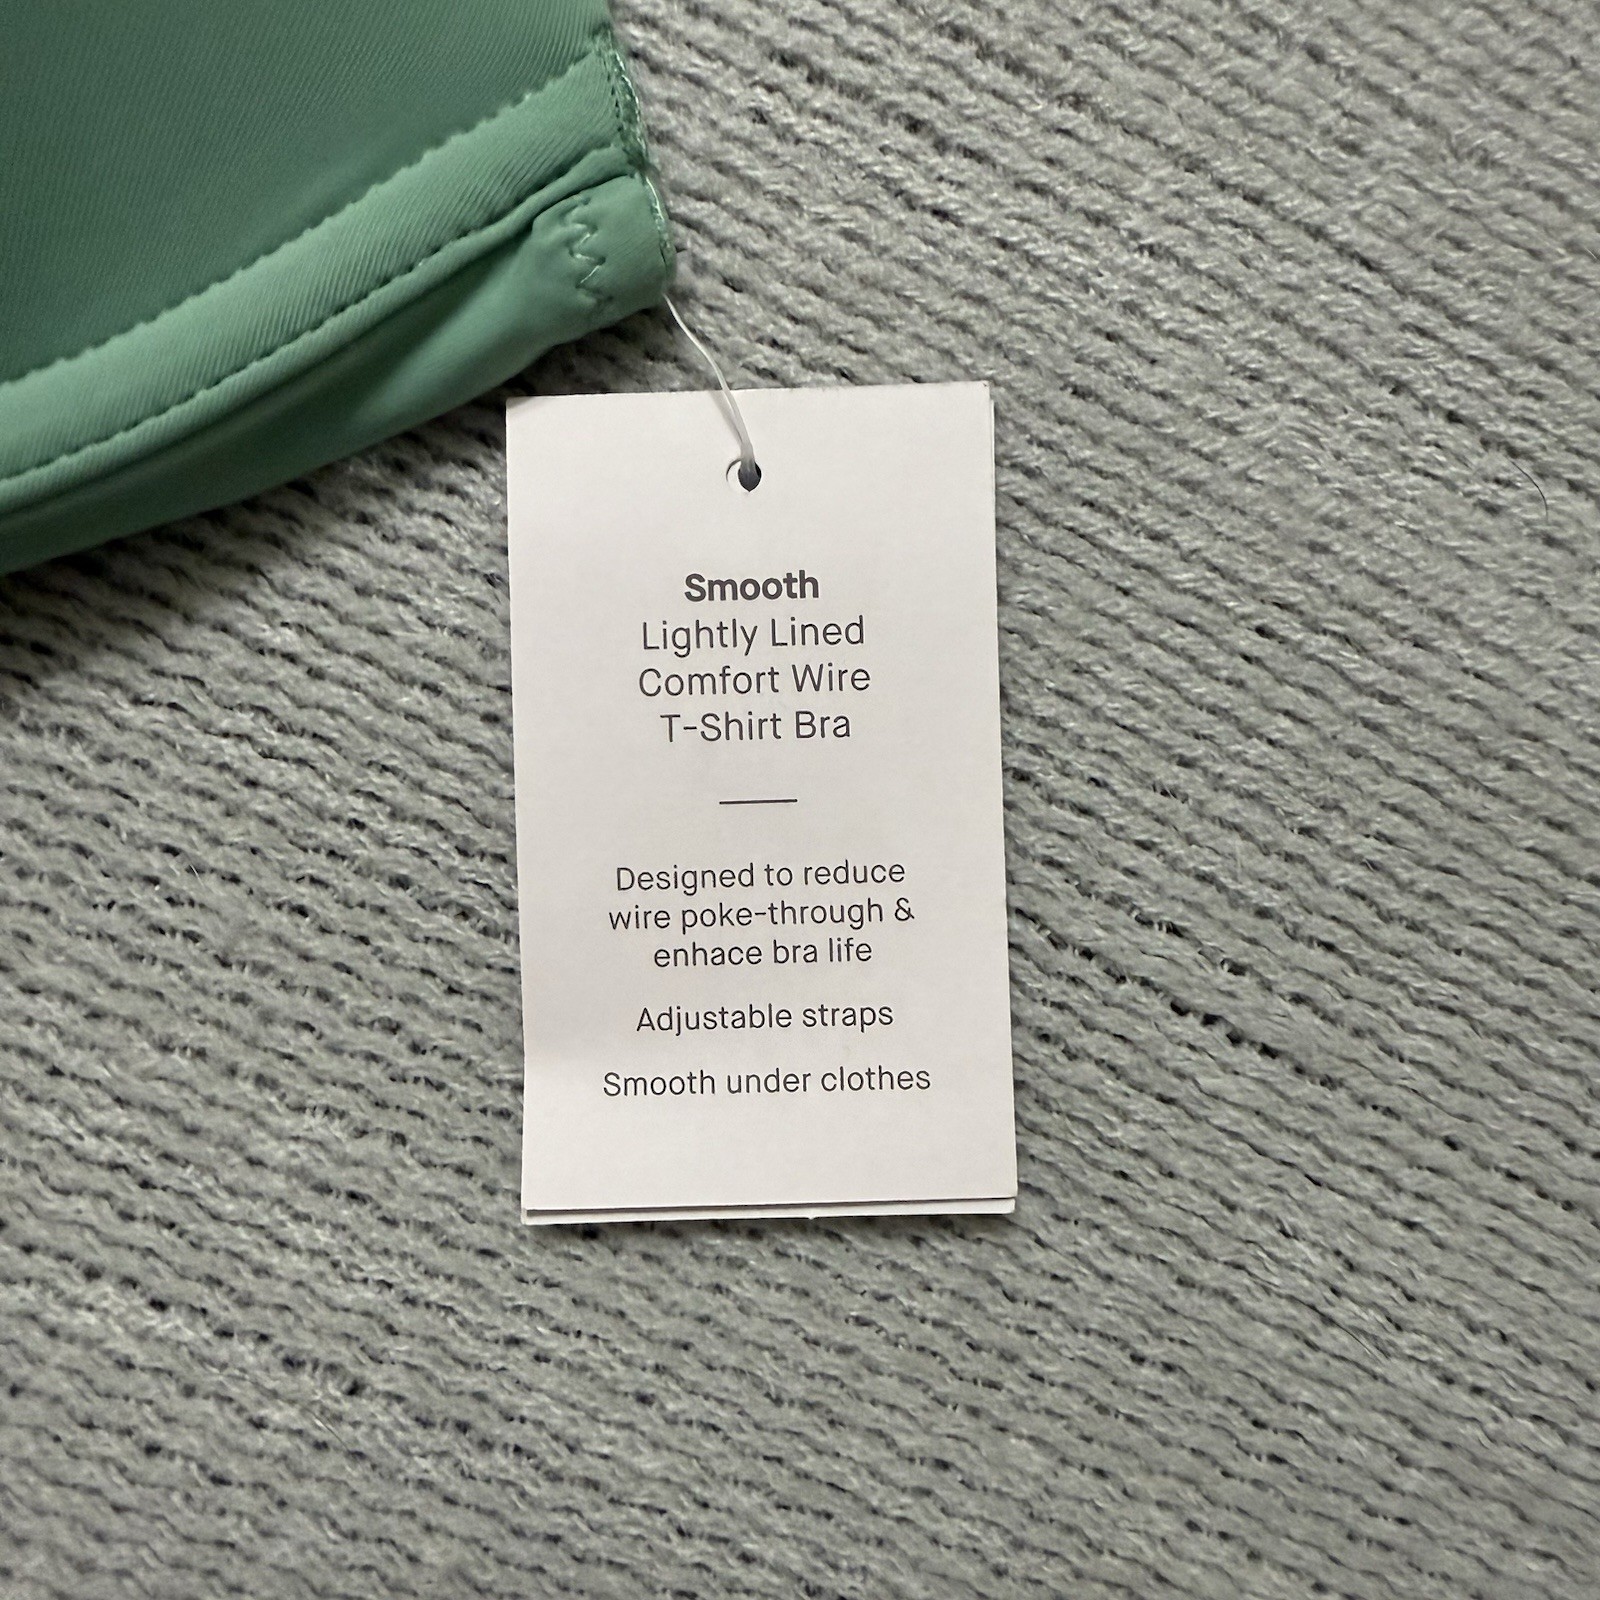 Smooth
Lightly Lined
Comfort Wire
T-Shirt Bra
Designed to reduce
wire poke-through &
enhace bra life
Adjustable straps
Smooth under clothes